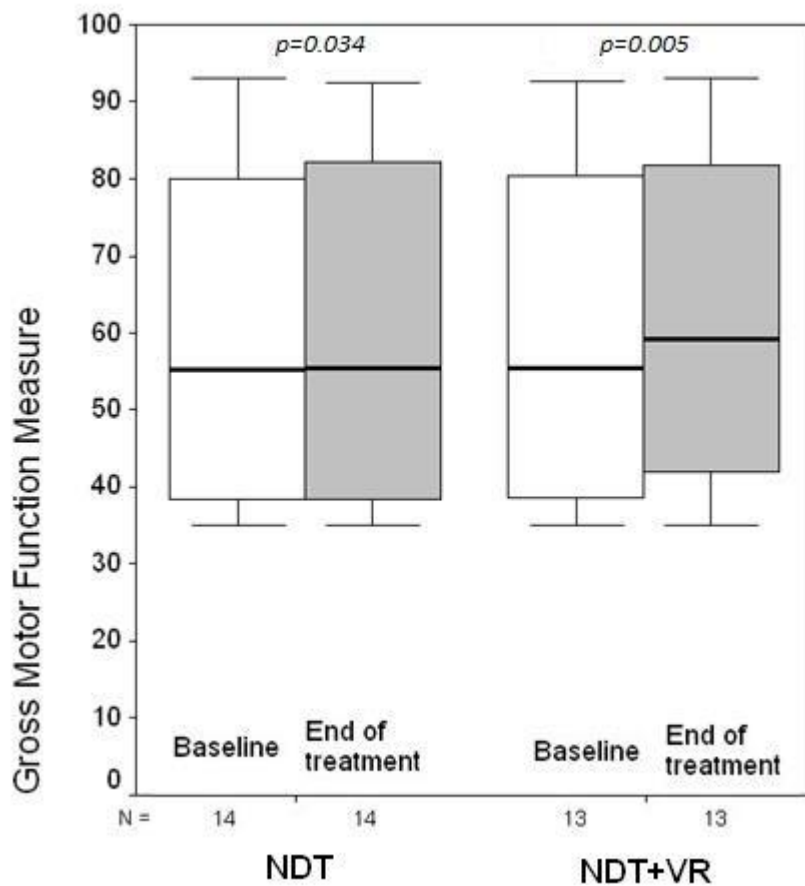 100
p=0.034 p=0.005
90
80
70
60
50
40
30
20
10
0
Gross Motor Function Measure
Baseline
End of
treatment
Baseline
End of
treatment
N = 14 14 13 13
NDT NDT+VR